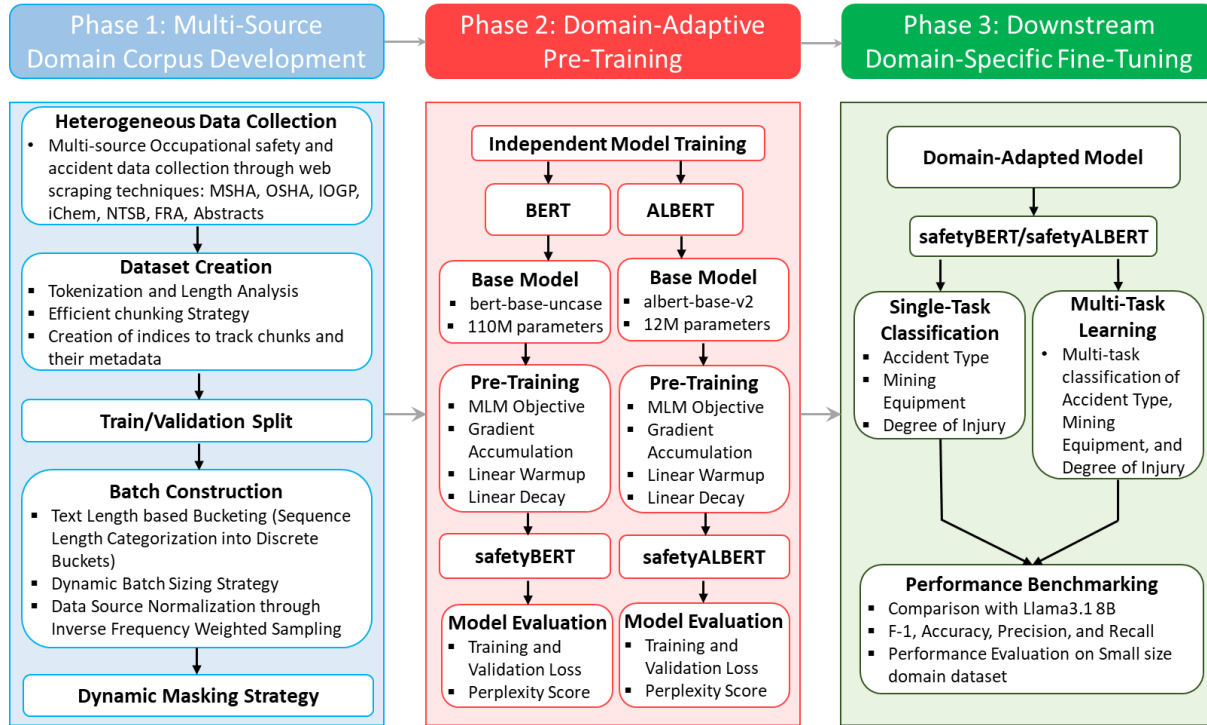 Phase 1: Multi-Source
Domain Corpus Development
Phase 2: Domain-Adaptive
Pre-Training
Phase 3: Downstream
Domain-Specific Fine-Tuning
Heterogeneous Data Collection
• Multi-source Occupational safety and
accident data collection through web
scraping techniques: MSHA, OSHA, IOGP,
iChem, NTSB, FRA, Abstracts
Dataset Creation
▪ Tokenization and Length Analysis
▪ Efficient chunking Strategy
▪ Creation of indices to track chunks and
their metadata
Train/Validation Split
Batch Construction
▪ Text Length based Bucketing (Sequence
Length Categorization into Discrete
Buckets)
▪ Dynamic Batch Sizing Strategy
▪ Data Source Normalization through
Inverse Frequency Weighted Sampling
Dynamic Masking Strategy
Independent Model Training
BERT
Base Model
▪ bert-base-uncase
▪ 110M parameters
Pre-Training
▪ MLM Objective
▪ Gradient
Accumulation
▪ Linear Warmup
▪ Linear Decay
safetyBERT
Model Evaluation
▪ Training and
Validation Loss
▪ Perplexity Score
ALBERT
Base Model
▪ albert-base-v2
▪ 12M parameters
Pre-Training
▪ MLM Objective
▪ Gradient
Accumulation
▪ Linear Warmup
▪ Linear Decay
safetyALBERT
Model Evaluation
▪ Training and
Validation Loss
▪ Perplexity Score
Domain-Adapted Model
safetyBERT/safetyALBERT
Single-Task
Classification
▪ Accident Type
▪ Mining
Equipment
▪ Degree of Injury
Multi-Task
Learning
• Multi-task
classification of
Accident Type,
Mining
Equipment, and
Degree of Injury
Performance Benchmarking
▪ Comparison with Llama3.1 8B
▪ F-1, Accuracy, Precision, and Recall
▪ Performance Evaluation on Small size
domain dataset